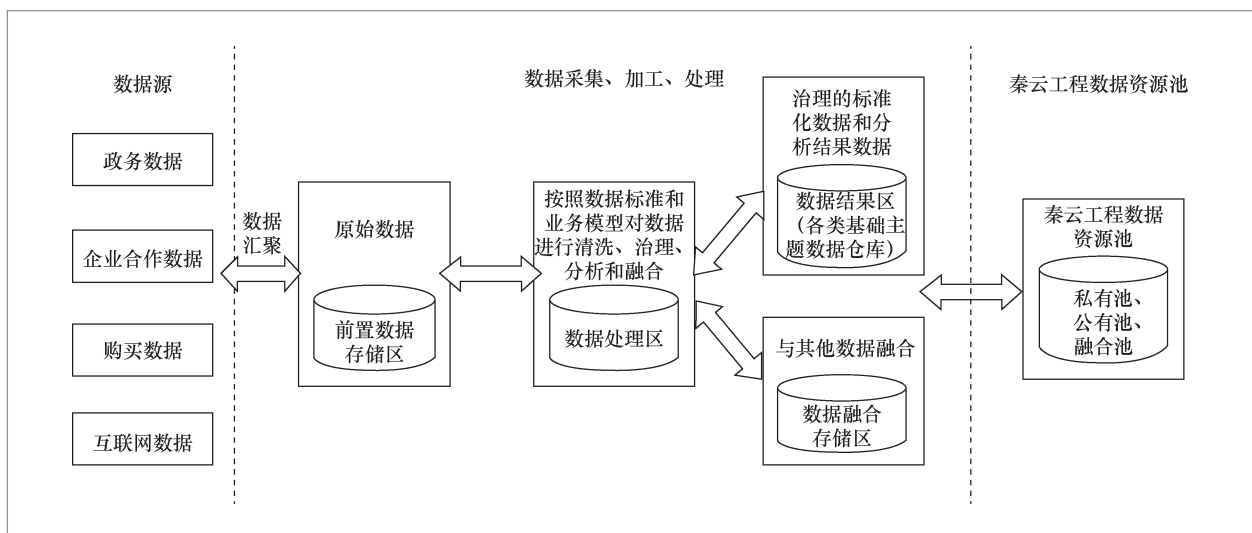 数据源
政务数据
企业合作数据
购买数据
互联网数据
数据
汇聚
数据采集、加工、处理
原始数据
前置数据
存储区
按照数据标准和
业务模型对数据
进行清洗、治理、
分析和融合
数据处理区
治理的标准
化数据和分
析结果数据
数据结果区
（各类基础主
题数据仓库）
与其他数据融合
数据融合
存储区
秦云工程数据资源池
秦云工程数据
资源池
私有池、
公有池、
融合池